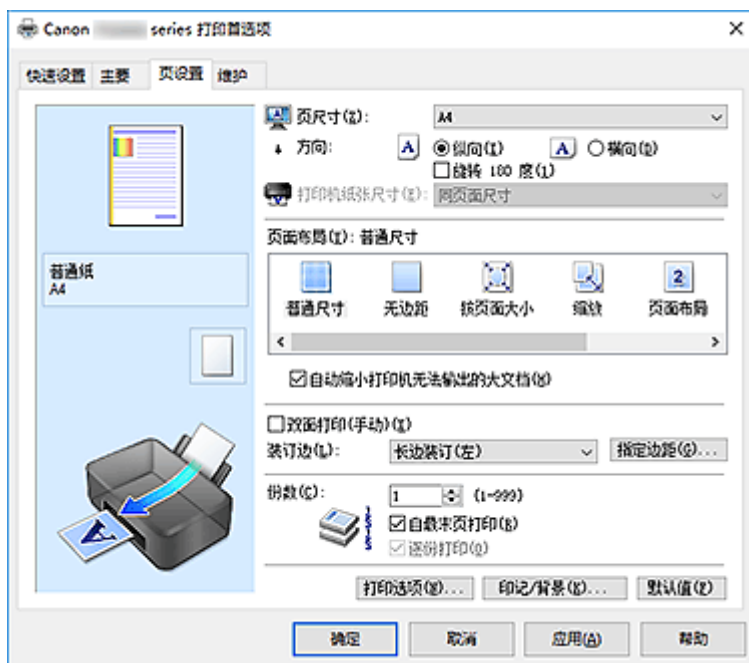 Canon series 打印首选项
快速设置 主要 页设置 维护
页尺寸(Z): A4
方向: A 纵向(I) A 横向(D)
旋转 180 度(1)
打印机纸张尺寸(E): 同页面尺寸
页面布局(T): 普通尺寸
普通纸
A4
普通尺寸 无边距 按页面大小 缩放 2 页面布局
自动缩小打印机无法输出的大文档(W)
双面打印(手动)(X)
装订边(L): 长边装订(左) 指定边距(G)...
份数(C): 1 (1-999)
自最末页打印(R)
逐份打印(O)
打印选项(N)... 印记/背景(K)... 默认值(F)
确定 取消 应用(A) 帮助